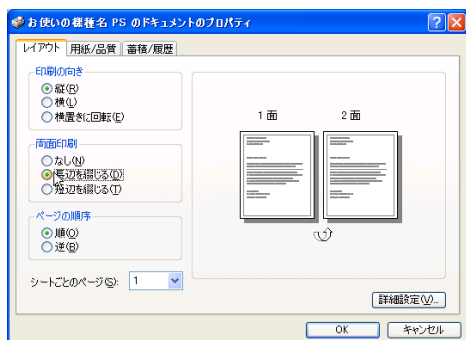 お使いの機種名 PS のドキュメントのプロパティ
レイアウト 用紙/品質 蓄積/履歴
印刷の向き
縦(R)
横(L)
横置きに回転(E)
両面印刷
なし(N)
長辺を綴じる(O)
短辺を綴じる(T)
ページの順序
順(O)
逆(B)
シートごとのページ(S): 1
1 面 2 面
詳細設定(V)...
OK キャンセル